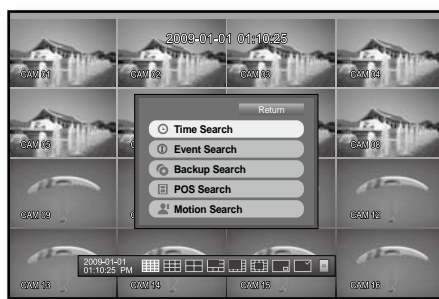 2009-01-01 01:10:25
CAM 01
CAM 02
CAM 03
CAM 04
Return
Time Search
CAM 05
CAM 08
Event Search
Backup Search
POS Search
CAM 09
CAM 12
Motion Search
2009-01-01
01:10:25 PM
CAM 13
CAM 14
CAM 15
CAM 16